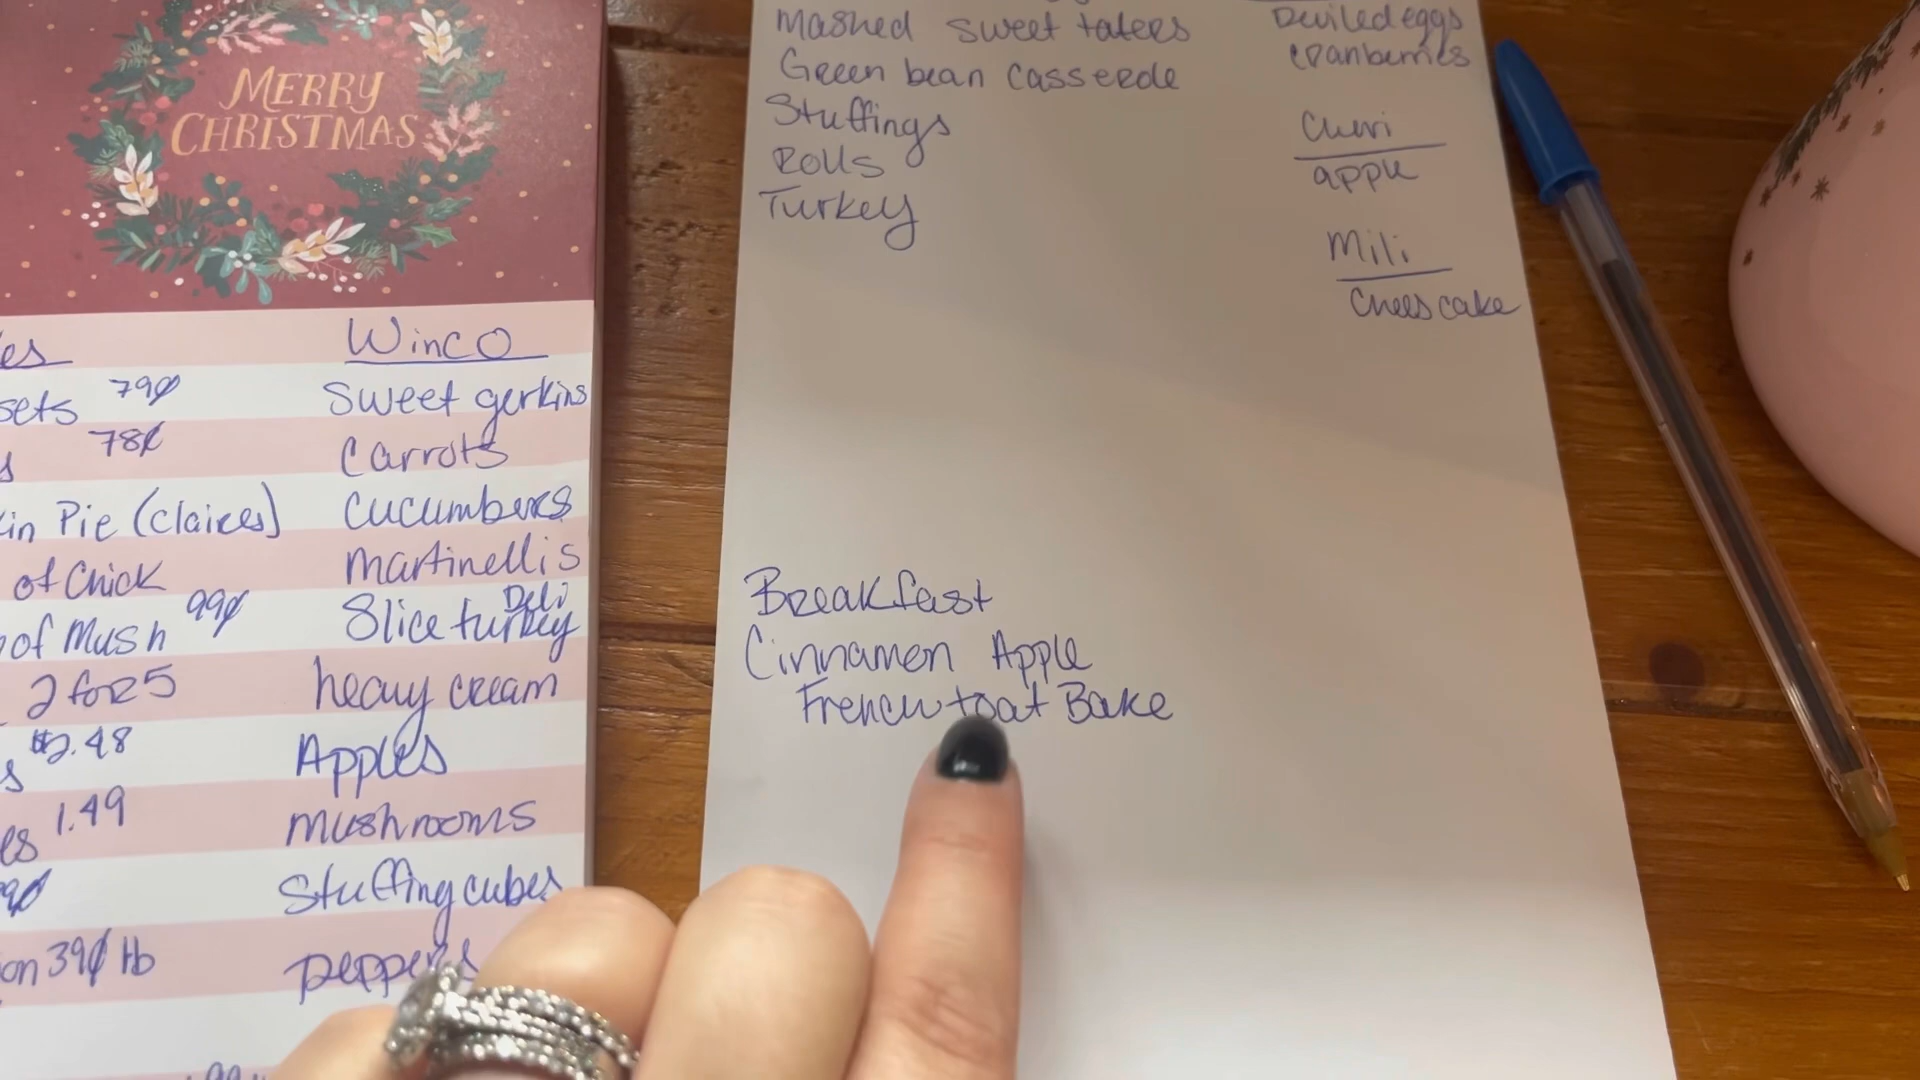 MERRY
CHRISTMAS
Winco
79¢
sweet gerkins
78¢
Carrots
Pie (claires)
cucumbers
of Chick
martinellis
of Mush 99¢
Slice Deli turkey
2 for 5
heavy cream
$2.48
Apples
1.49
mushrooms
Stuffing cubes
39¢ lb
peppers
Mashed sweet taters
Green bean Casserole
Stuffings
Rolls
Turkey
Deviled eggs
cranberries
Cheri
apple
Mili
Cheescake
Breakfast
Cinnamen Apple
French toat Bake